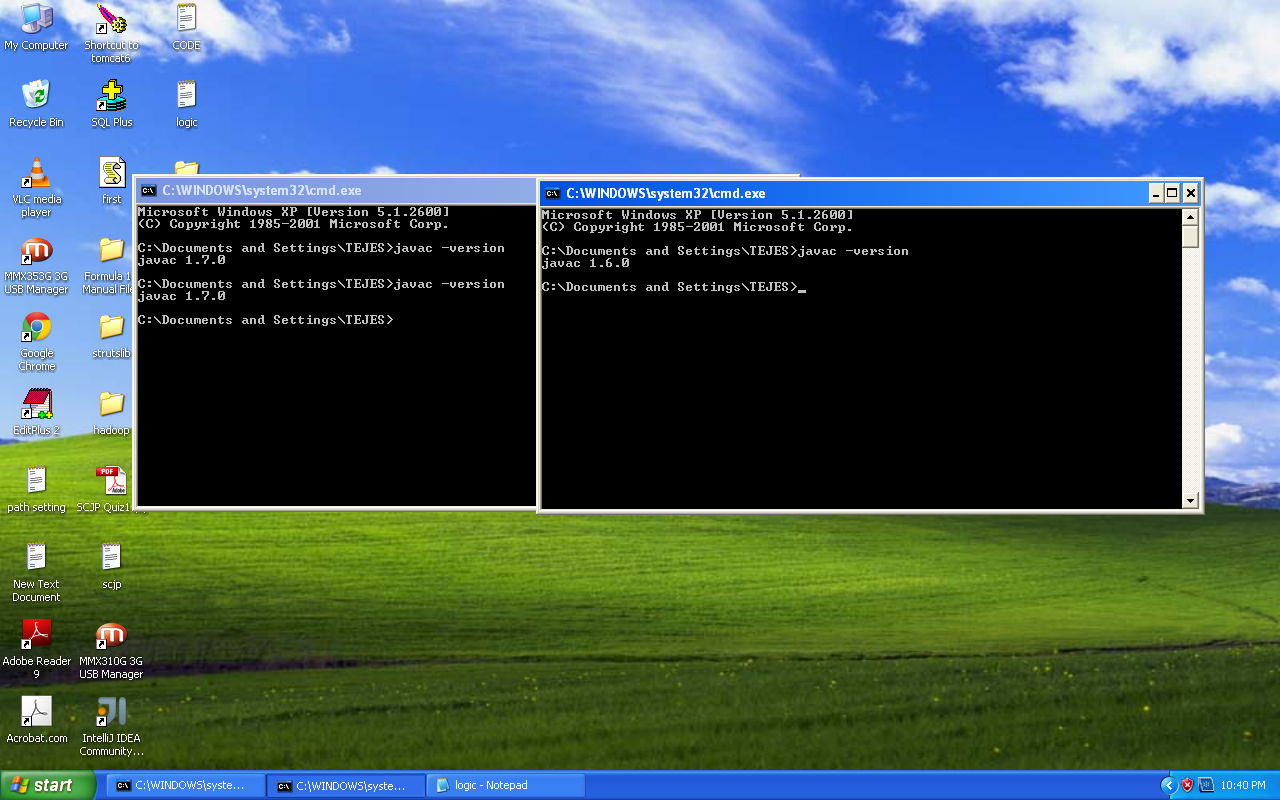 My Computer
Shortcut to
tomcat6
CODE
Recycle Bin
SQL Plus
logic
VLC media
player
first
MMX353G 3G
USB Manager
Formula 1
Manual File
Google
Chrome
strutslib
EditPlus 2
hadoop
path setting
SCJP Quiz1
New Text
Document
scjp
Adobe Reader
9
MMX310G 3G
USB Manager
Acrobat.com
IntelliJ IDEA
Community...
C:\WINDOWS\system32\cmd.exe
Microsoft Windows XP [Version 5.1.2600]
(C) Copyright 1985-2001 Microsoft Corp.
C:\Documents and Settings\TEJES>javac -version
javac 1.7.0
C:\Documents and Settings\TEJES>javac -version
javac 1.7.0
C:\Documents and Settings\TEJES>
C:\WINDOWS\system32\cmd.exe
Microsoft Windows XP [Version 5.1.2600]
(C) Copyright 1985-2001 Microsoft Corp.
C:\Documents and Settings\TEJES>javac -version
javac 1.6.0
C:\Documents and Settings\TEJES>_
start
C:\WINDOWS\syste...
C:\WINDOWS\syste...
logic - Notepad
10:40 PM